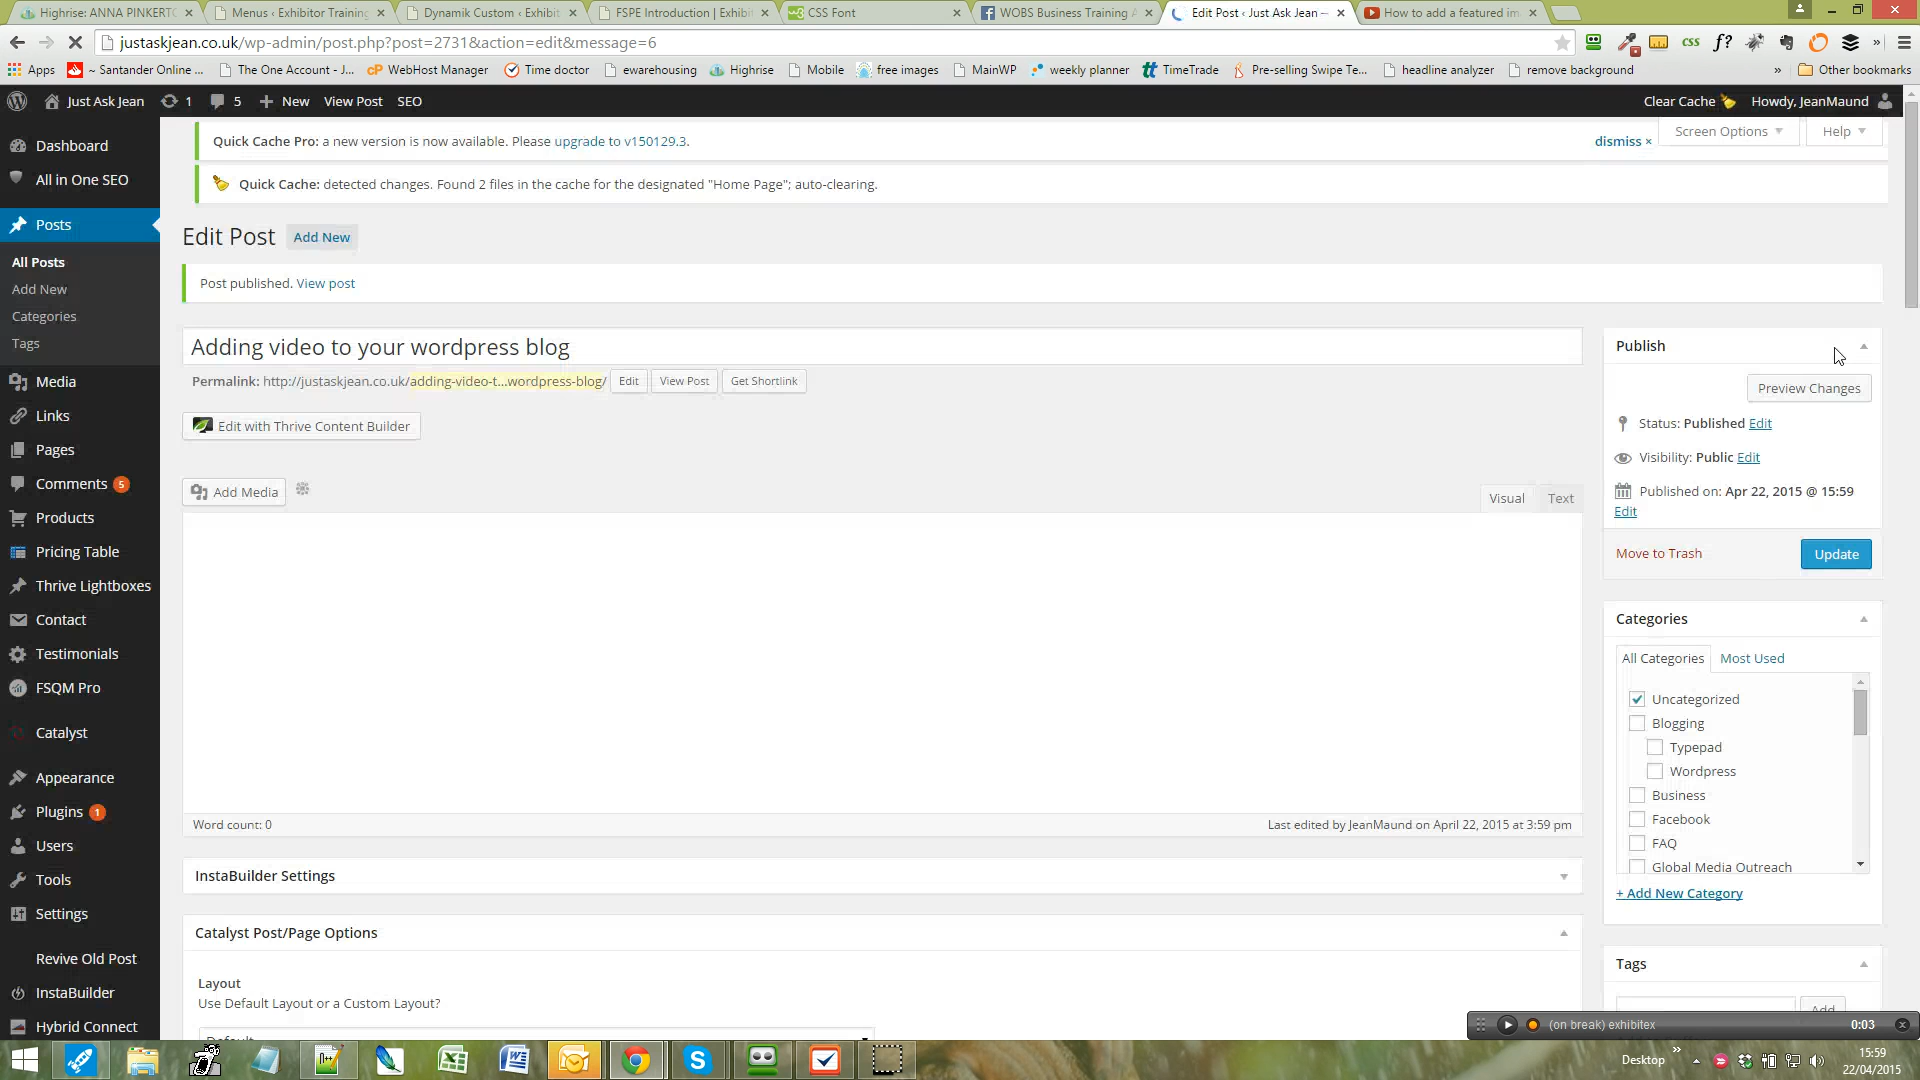 Highrise: ANNA PINKERTO
Menus ‹ Exhibitor Training
Dynamik Custom ‹ Exhibit
FSPE Introduction | Exhibi
CSS Font
WOBS Business Training A
Edit Post ‹ Just Ask Jean —
How to add a featured im
justaskjean.co.uk/wp-admin/post.php?post=2731&action=edit&message=6
Apps
~ Santander Online ...
The One Account - J...
WebHost Manager
Time doctor
ewarehousing
Highrise
Mobile
free images
MainWP
weekly planner
TimeTrade
Pre-selling Swipe Te...
headline analyzer
remove background
» Other bookmarks
Just Ask Jean
1
5
+ New
View Post
SEO
Clear Cache
Howdy, JeanMaund
Quick Cache Pro: a new version is now available. Please upgrade to v150129.3.
dismiss ×
Screen Options
Help
Quick Cache: detected changes. Found 2 files in the cache for the designated "Home Page"; auto-clearing.
Edit Post
Add New
Post published. View post
Adding video to your wordpress blog
Permalink: http://justaskjean.co.uk/adding-video-t...wordpress-blog/
Edit
View Post
Get Shortlink
Edit with Thrive Content Builder
Add Media
Visual
Text
Word count: 0
Last edited by JeanMaund on April 22, 2015 at 3:59 pm
InstaBuilder Settings
Catalyst Post/Page Options
Layout
Use Default Layout or a Custom Layout?
Default
Dashboard
All in One SEO
Posts
All Posts
Add New
Categories
Tags
Media
Links
Pages
Comments 5
Products
Pricing Table
Thrive Lightboxes
Contact
Testimonials
FSQM Pro
Catalyst
Appearance
Plugins 1
Users
Tools
Settings
Revive Old Post
InstaBuilder
Hybrid Connect
Publish
Preview Changes
Status: Published Edit
Visibility: Public Edit
Published on: Apr 22, 2015 @ 15:59
Edit
Move to Trash
Update
Categories
All Categories
Most Used
Uncategorized
Blogging
Typepad
Wordpress
Business
Facebook
FAQ
Global Media Outreach
+ Add New Category
Tags
Add
(on break) exhibitex
0:03
Desktop
15:59
22/04/2015